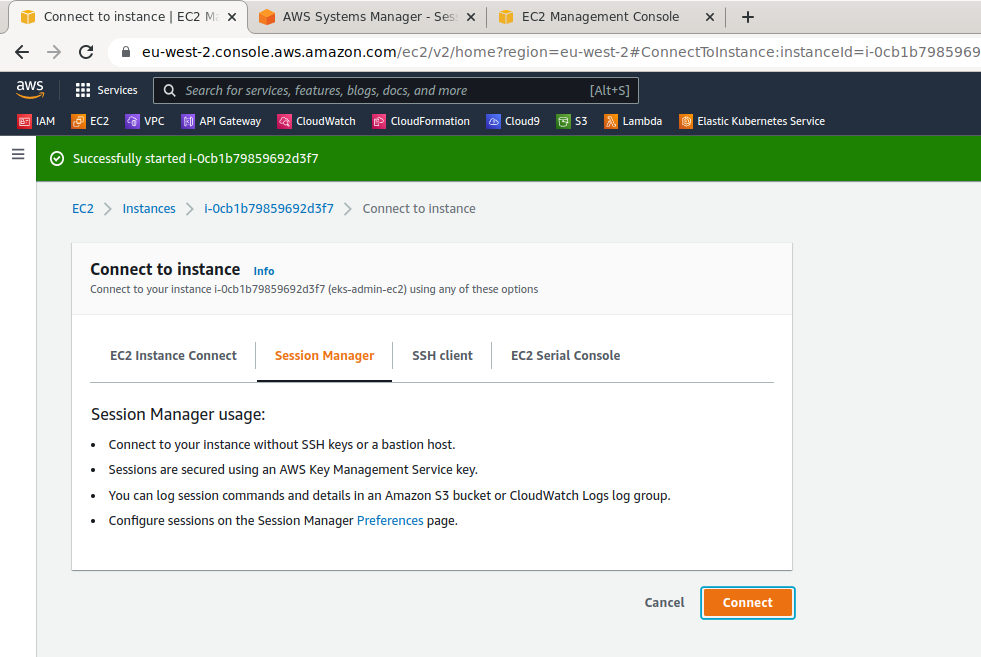 Connect to instance | EC2 Ma
AWS Systems Manager - Sess
EC2 Management Console
eu-west-2.console.aws.amazon.com/ec2/v2/home?region=eu-west-2#ConnectToInstance:instanceId=i-0cb1b7985969
aws Services Search for services, features, blogs, docs, and more [Alt+S]
IAM EC2 VPC API Gateway CloudWatch CloudFormation Cloud9 S3 Lambda Elastic Kubernetes Service
Successfully started i-0cb1b79859692d3f7
EC2 Instances i-0cb1b79859692d3f7 Connect to instance
Connect to instance Info
Connect to your instance i-0cb1b79859692d3f7 (eks-admin-ec2) using any of these options
EC2 Instance Connect Session Manager SSH client EC2 Serial Console
Session Manager usage:
• Connect to your instance without SSH keys or a bastion host.
• Sessions are secured using an AWS Key Management Service key.
• You can log session commands and details in an Amazon S3 bucket or CloudWatch Logs log group.
• Configure sessions on the Session Manager Preferences page.
Cancel Connect